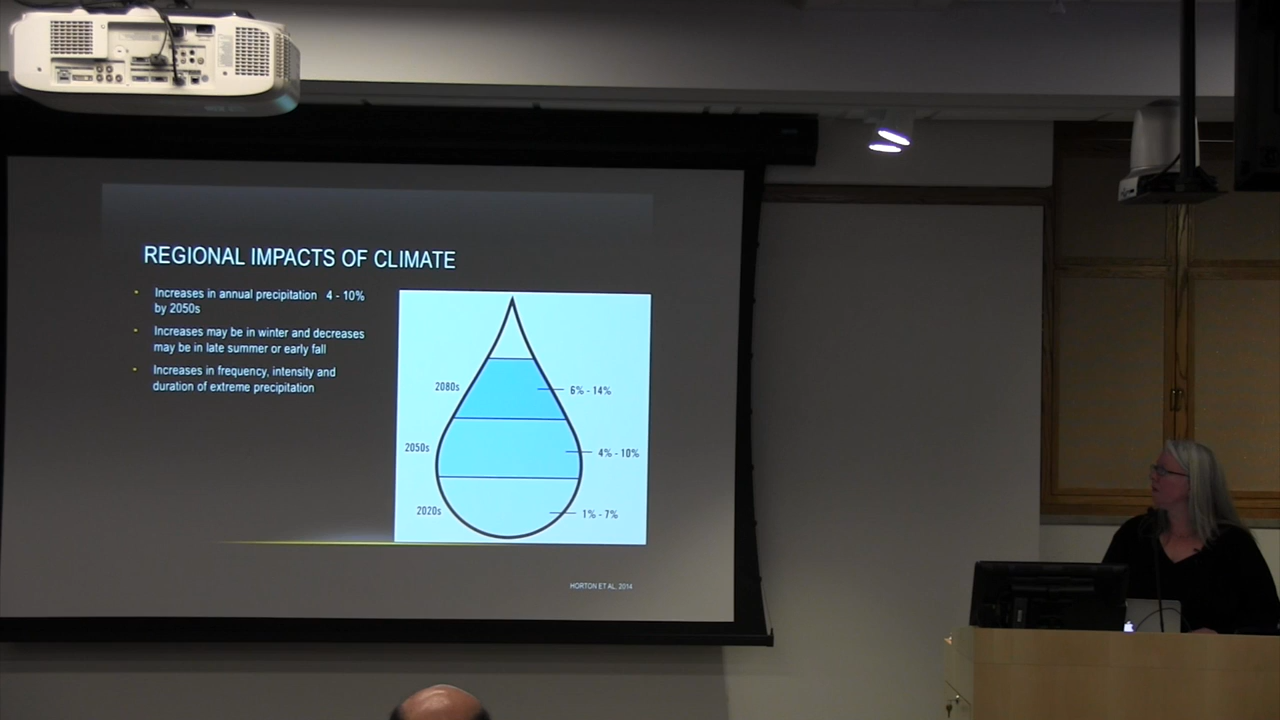 REGIONAL IMPACTS OF CLIMATE
Increases in annual precipitation 4 - 10%
by 2050s
Increases may be in winter and decreases
may be in late summer or early fall
Increases in frequency, intensity and
duration of extreme precipitation
2080s
6% - 14%
2050s
4% - 10%
2020s
1% - 7%
HORTON ET AL, 2014